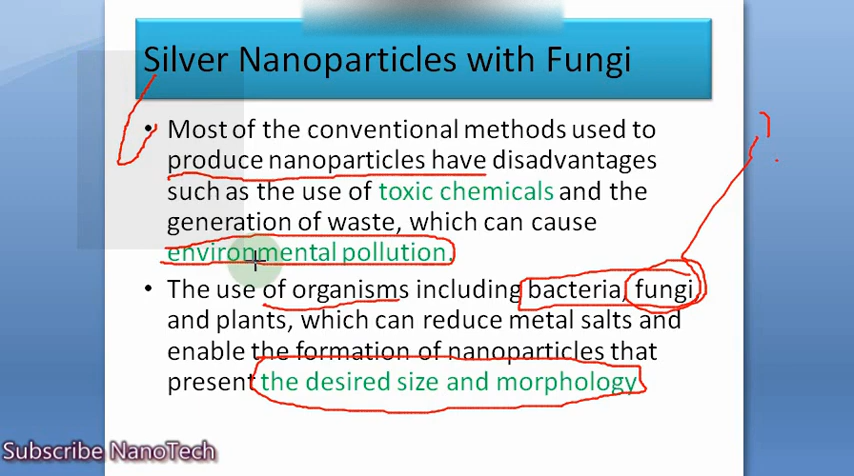 Silver Nanoparticles with Fungi
• Most of the conventional methods used to
produce nanoparticles have disadvantages
such as the use of toxic chemicals and the
generation of waste, which can cause
environmental pollution.
• The use of organisms including bacteria, fungi
and plants, which can reduce metal salts and
enable the formation of nanoparticles that
present the desired size and morphology
?
Subscribe NanoTech